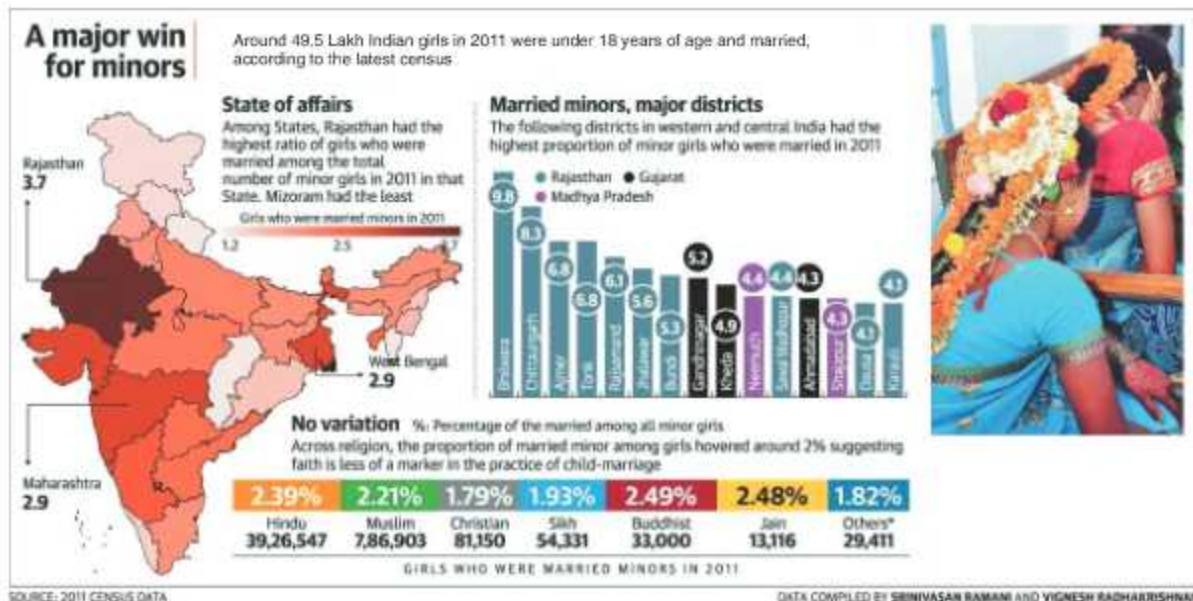 A major win
for minors
Around 49.5 Lakh Indian girls in 2011 were under 18 years of age and married,
according to the latest census
State of affairs
Among States, Rajasthan had the
highest ratio of girls who were
married among the total
number of minor girls in 2011 in that
State. Mizoram had the least
Girls who were married minors in 2011
1.2 2.5 3.7
Rajasthan
3.7
West Bengal
2.9
Maharashtra
2.9
Married minors, major districts
The following districts in western and central India had the
highest proportion of minor girls who were married in 2011
Rajasthan Gujarat
Madhya Pradesh
9.8 8.3 6.8 6.8 6.1 5.6 5.3 5.2 4.9 4.4 4.4 4.3 4.3 4.1 4.1
Bhilwara Chittaurgarh Ajmer Tonk Rajsamand Jhalawar Bundi Gandhinagar Kheda Neemuch Sawai Madhopur Ahmadabad Shajapur Dausa Karauli
No variation %: Percentage of the married among all minor girls
Across religion, the proportion of married minor among girls hovered around 2% suggesting
faith is less of a marker in the practice of child-marriage
2.39% 2.21% 1.79% 1.93% 2.49% 2.48% 1.82%
Hindu Muslim Christian Sikh Buddhist Jain Others*
39,26,547 7,86,903 81,150 54,331 33,000 13,116 29,411
GIRLS WHO WERE MARRIED MINORS IN 2011
SOURCE: 2011 CENSUS DATA
DATA COMPILED BY SRINIVASAN RAMANI AND VIGNESH RADHAKRISHNAN